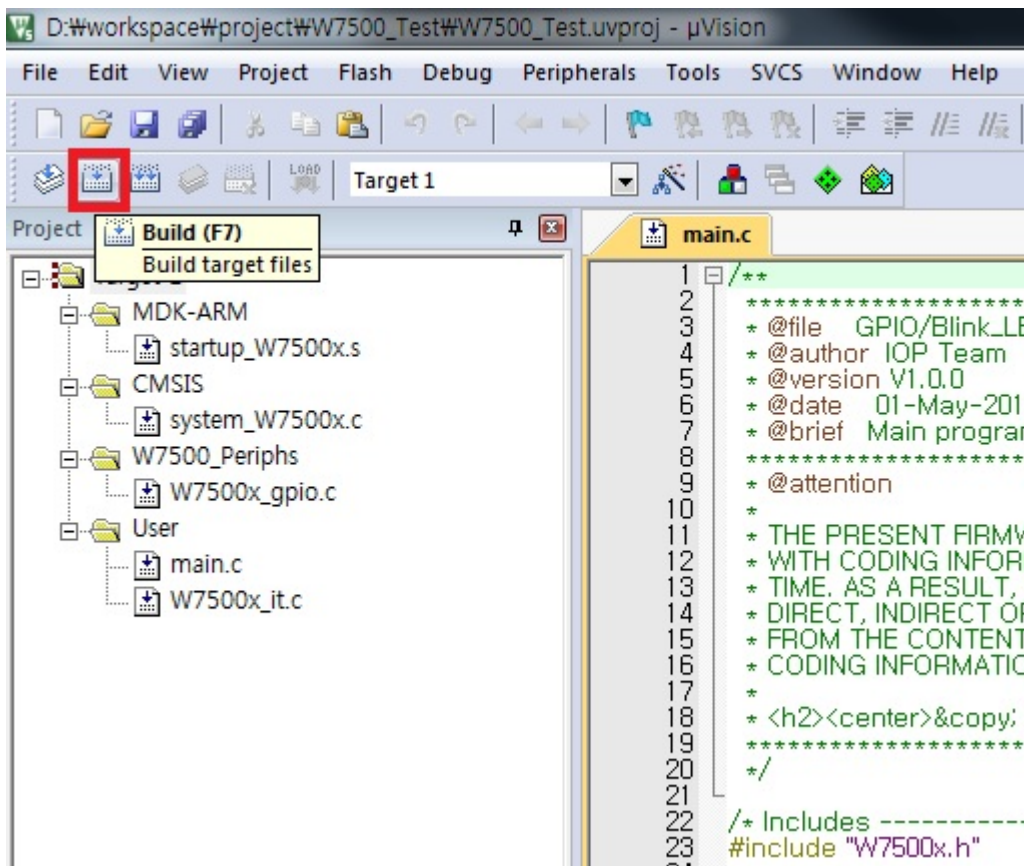 D:₩workspace₩project₩W7500_Test₩W7500_Test.uvproj - µVision
File Edit View Project Flash Debug Peripherals Tools SVCS Window Help
LOAD
Target 1
Project
Build (F7)
Build target files
MDK-ARM
startup_W7500x.s
CMSIS
system_W7500x.c
W7500_Periphs
W7500x_gpio.c
User
main.c
W7500x_it.c
main.c
1 /**
2 **********************
3 * @file GPIO/Blink_LE
4 * @author IOP Team
5 * @version V1.0.0
6 * @date 01-May-201
7 * @brief Main program
8 **********************
9 * @attention
10 *
11 * THE PRESENT FIRMW
12 * WITH CODING INFOR
13 * TIME. AS A RESULT,
14 * DIRECT, INDIRECT OR
15 * FROM THE CONTENT
16 * CODING INFORMATIO
17 *
18 * <h2><center>&copy;
19 **********************
20 */
21
22 /* Includes ----------
23 #include "W7500x.h"